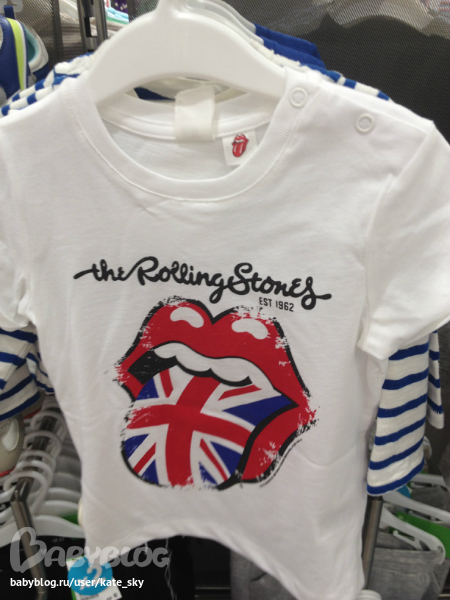 the Rolling Stones
EST 1962
BABYBLOG
babyblog.ru/user/kate_sky